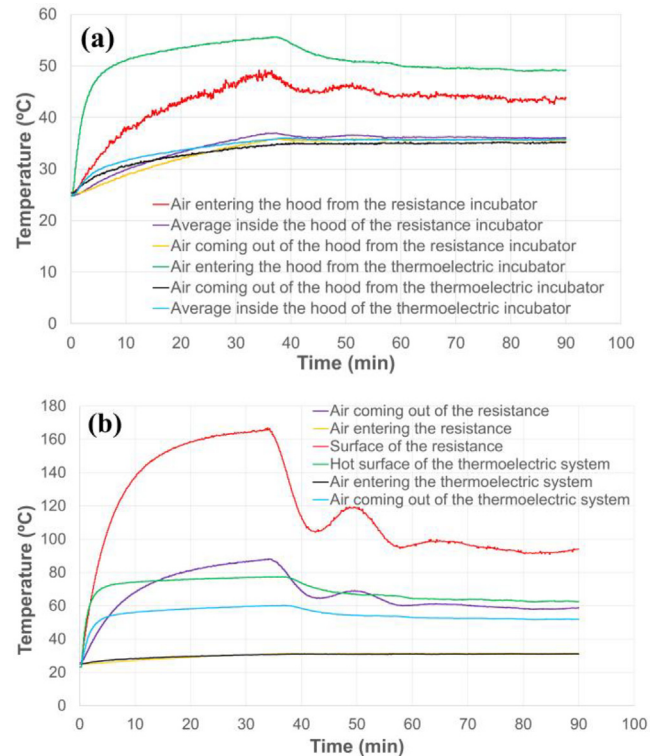 (a)
60
50
40
30
20
10
0
Temperature (ºC)
Air entering the hood from the resistance incubator
Average inside the hood of the resistance incubator
Air coming out of the hood from the resistance incubator
Air entering the hood from the thermoelectric incubator
Air coming out of the hood from the thermoelectric incubator
Average inside the hood of the thermoelectric incubator
0 10 20 30 40 50 60 70 80 90 100
Time (min)
(b)
180
160
140
120
100
80
60
40
20
0
Temperature (ºC)
Air coming out of the resistance
Air entering the resistance
Surface of the resistance
Hot surface of the thermoelectric system
Air entering the thermoelectric system
Air coming out of the thermoelectric system
0 10 20 30 40 50 60 70 80 90 100
Time (min)